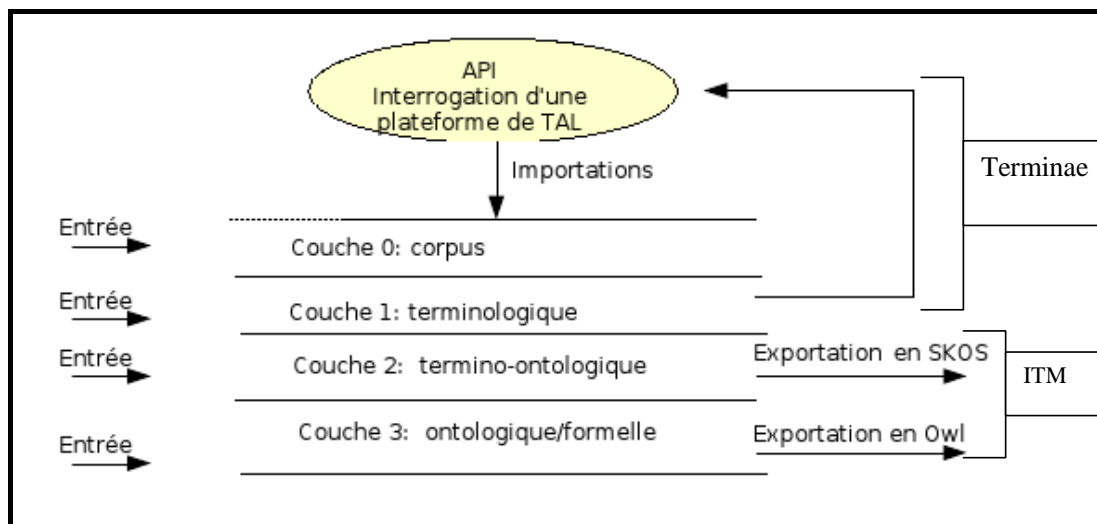 API
Interrogation d'une
plateforme de TAL
Importations
Terminae
Entrée
Couche 0: corpus
Entrée
Couche 1: terminologique
Entrée
Couche 2: termino-ontologique
Exportation en SKOS
ITM
Entrée
Couche 3: ontologique/formelle
Exportation en Owl